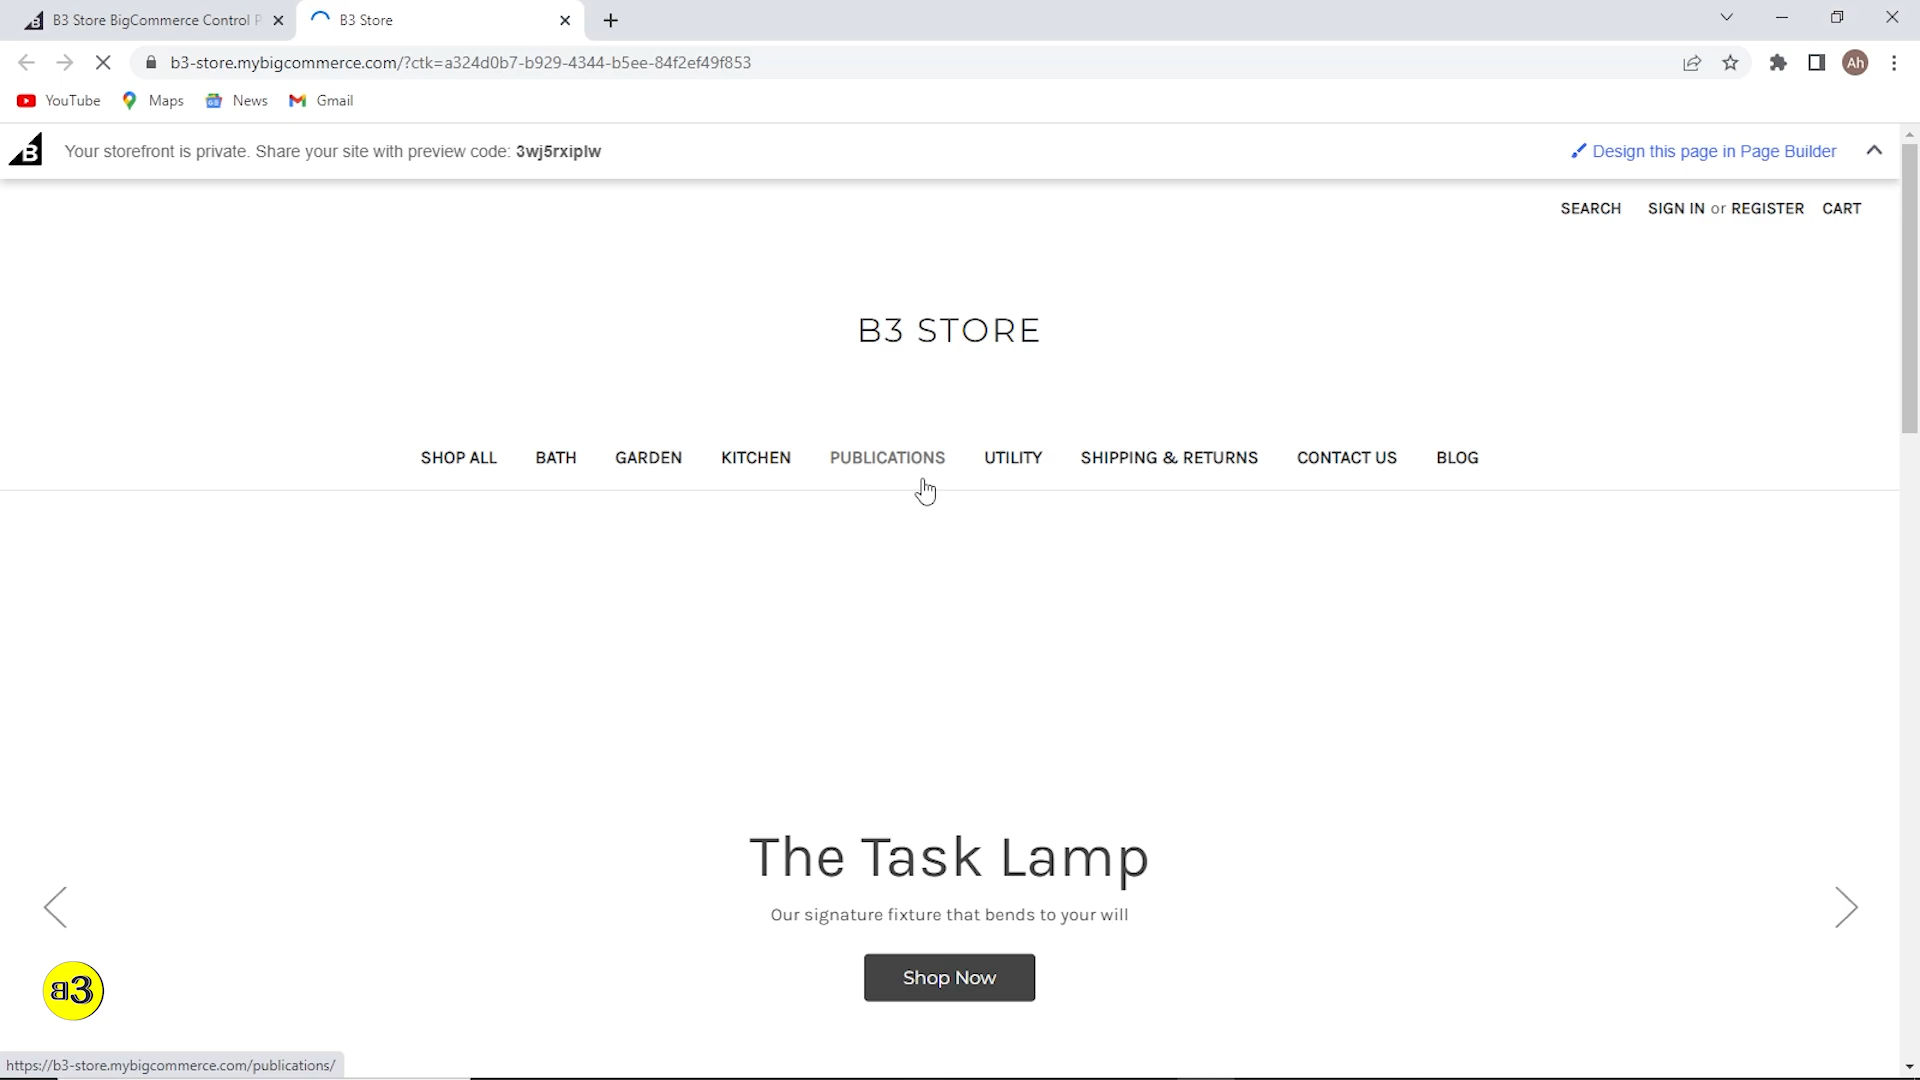 B3 Store BigCommerce Control P
B3 Store
b3-store.mybigcommerce.com/?ctk=a324d0b7-b929-4344-b5ee-84f2ef49f853
Ah
YouTube Maps News Gmail
B Your storefront is private. Share your site with preview code: 3wj5rxiplw
Design this page in Page Builder
SEARCH SIGN IN or REGISTER CART
B3 STORE
SHOP ALL BATH GARDEN KITCHEN PUBLICATIONS UTILITY SHIPPING & RETURNS CONTACT US BLOG
The Task Lamp
Our signature fixture that bends to your will
Shop Now
B3
https://b3-store.mybigcommerce.com/publications/